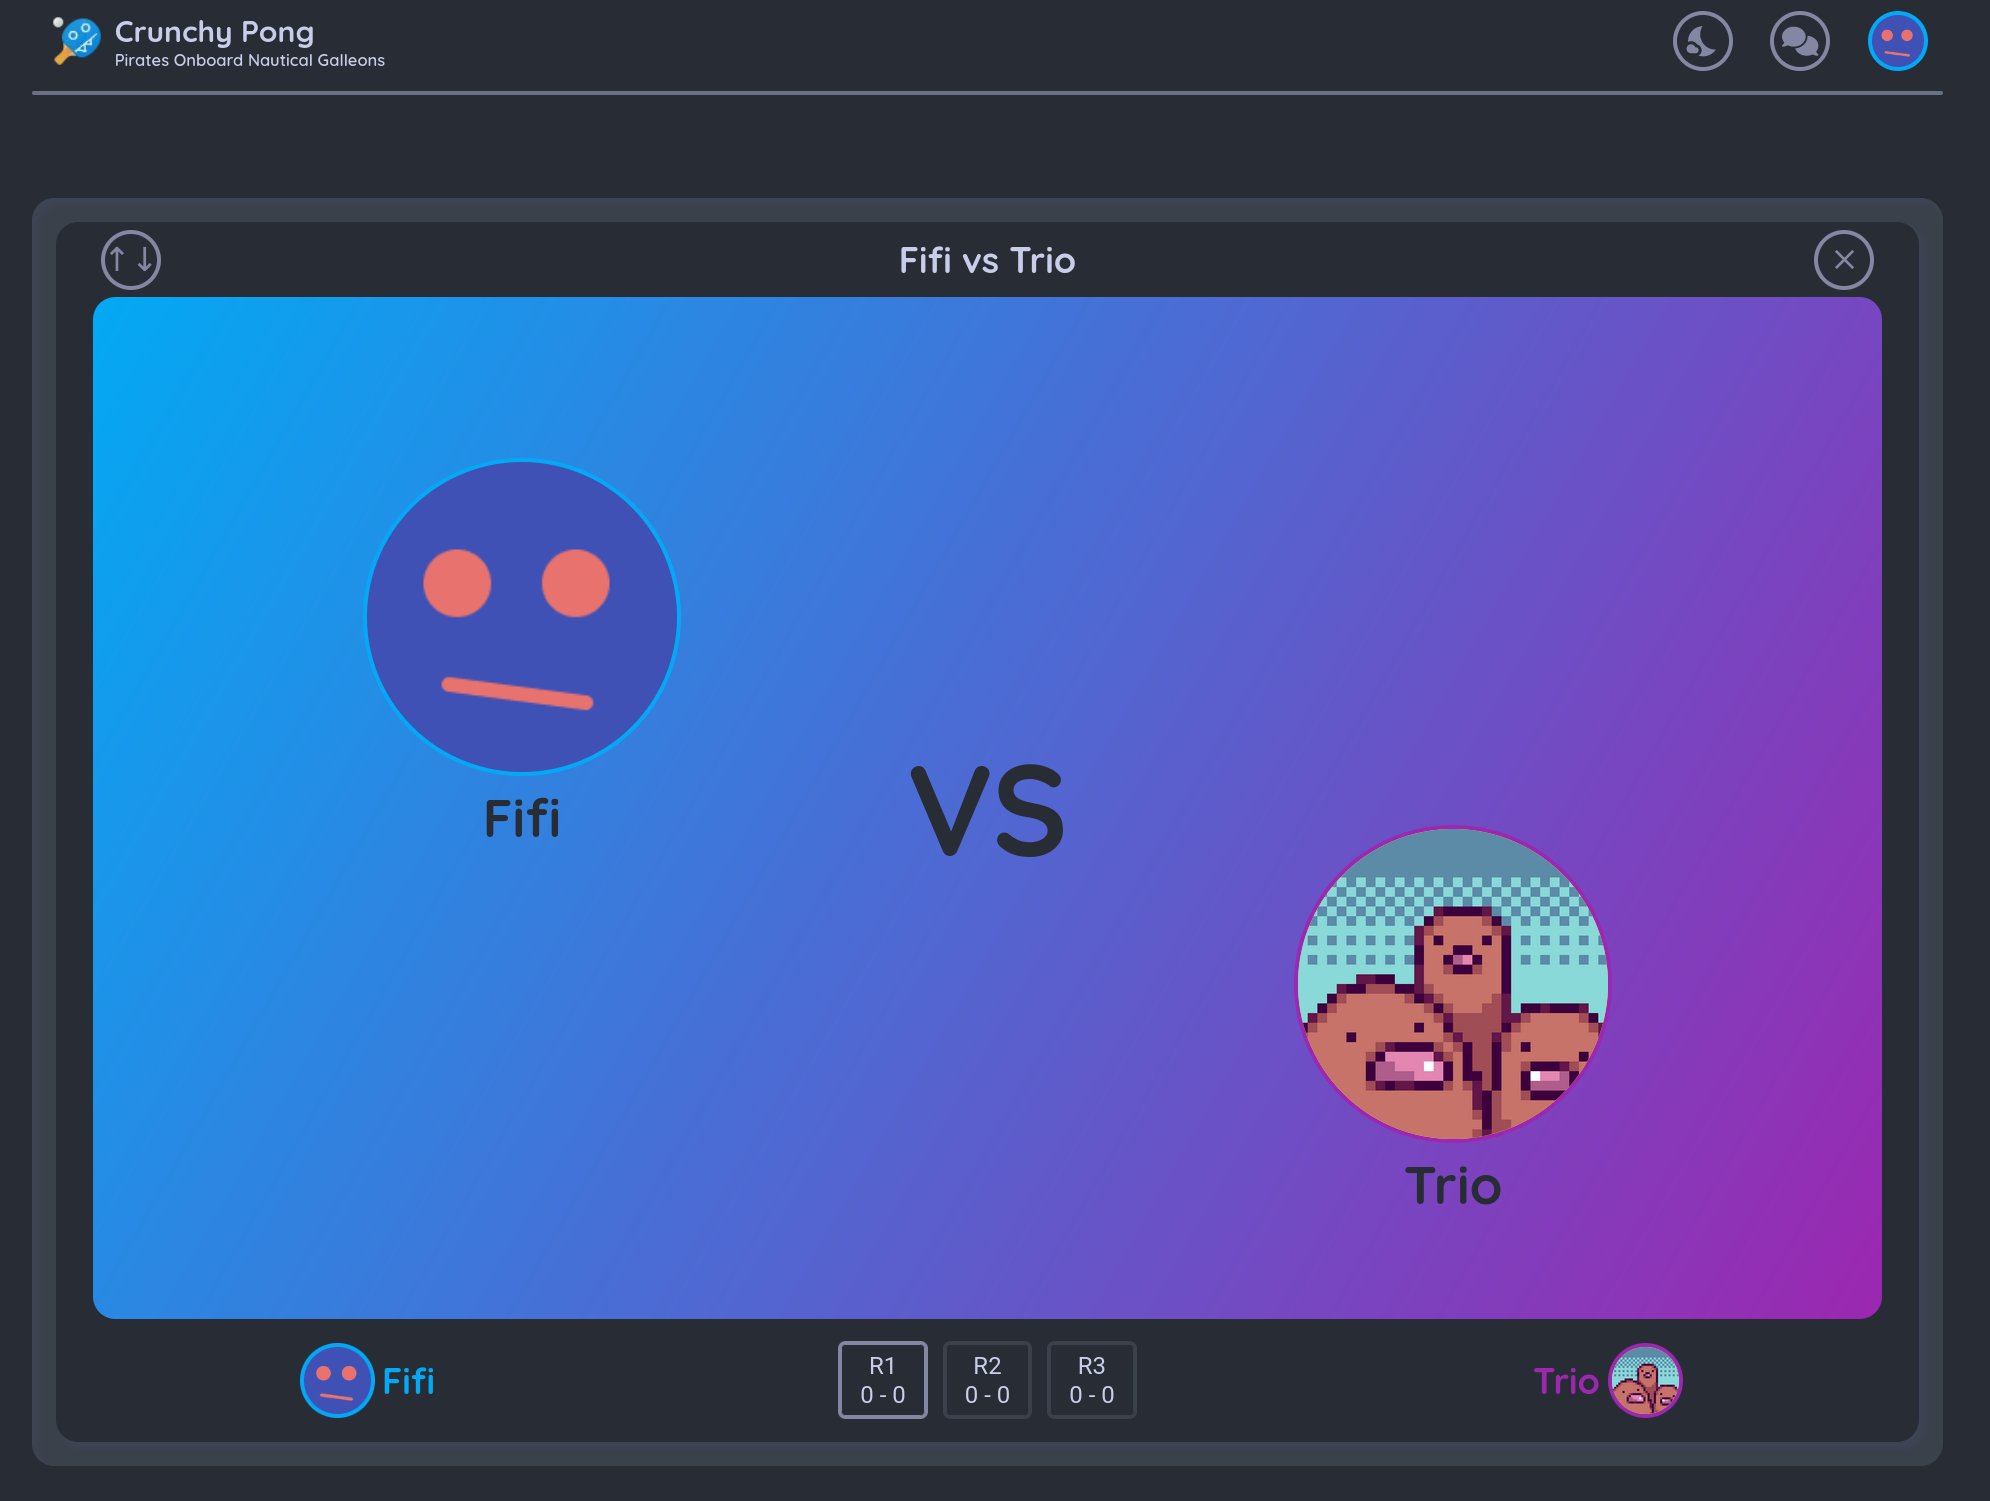 Crunchy Pong
Pirates Onboard Nautical Galleons
Fifi vs Trio
Fifi
VS
Trio
Fifi
R1
0 - 0
R2
0 - 0
R3
0 - 0
Trio